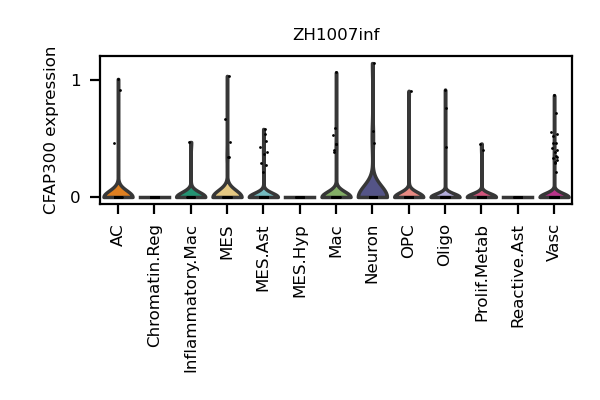 ZH1007inf
CFAP300 expression
1
0
AC
Chromatin.Reg
Inflammatory.Mac
MES
MES.Ast
MES.Hyp
Mac
Neuron
OPC
Oligo
Prolif.Metab
Reactive.Ast
Vasc